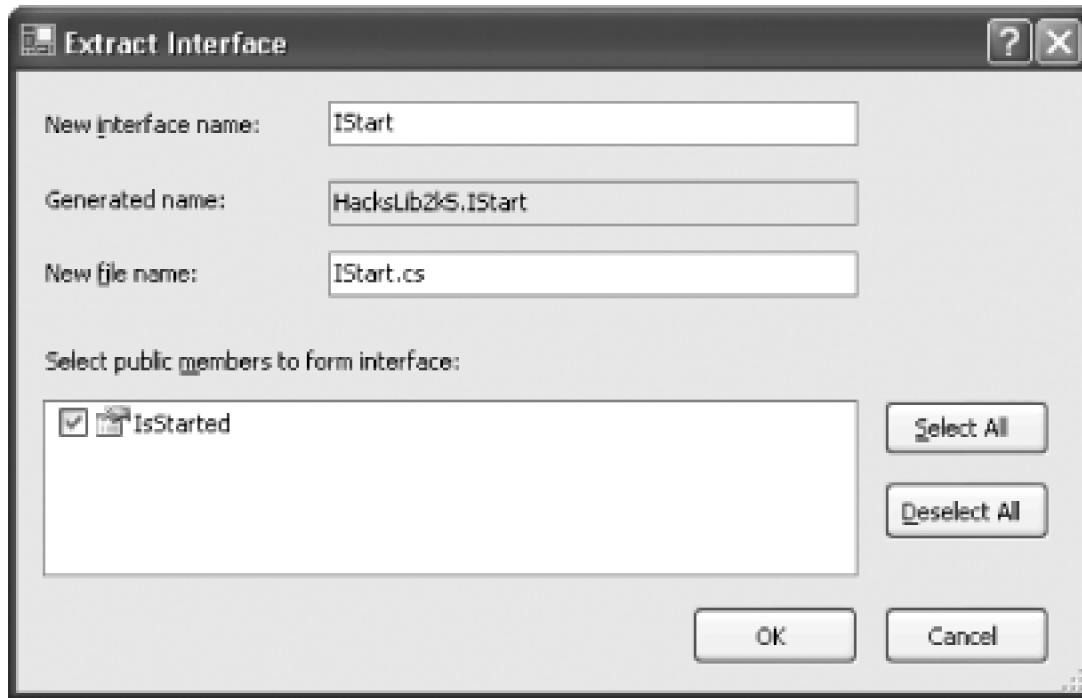 Extract Interface
New interface name:
IStart
Generated name:
HacksLib2k5.IStart
New file name:
IStart.cs
Select public members to form interface:
IsStarted
Select All
Deselect All
OK
Cancel